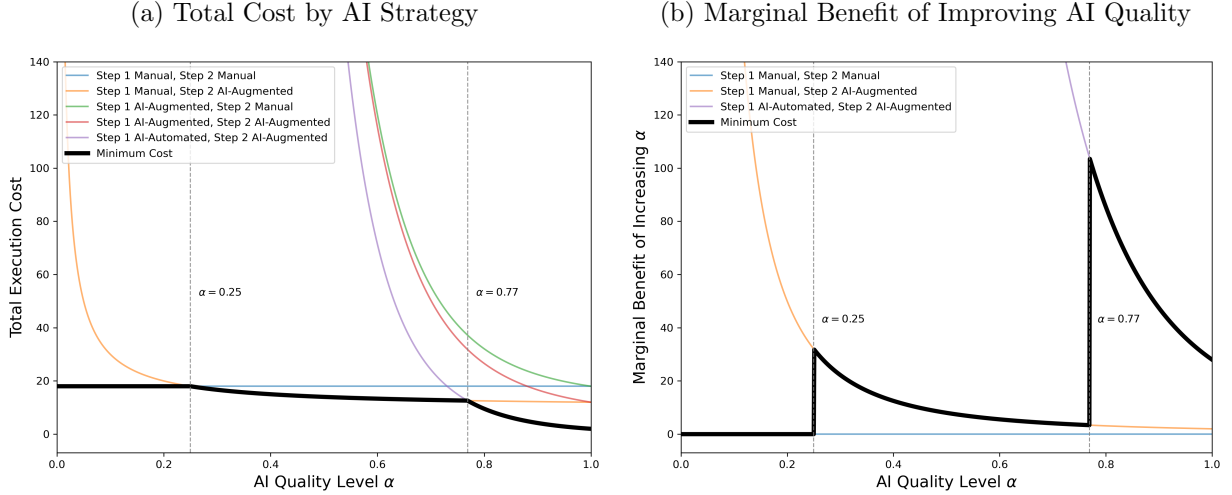 (a) Total Cost by AI Strategy
140
120
100
80
60
40
20
0
Total Execution Cost
Step 1 Manual, Step 2 Manual
Step 1 Manual, Step 2 AI-Augmented
Step 1 AI-Augmented, Step 2 Manual
Step 1 AI-Augmented, Step 2 AI-Augmented
Step 1 AI-Automated, Step 2 AI-Augmented
Minimum Cost
α = 0.25
α = 0.77
0.0 0.2 0.4 0.6 0.8 1.0
AI Quality Level α
(b) Marginal Benefit of Improving AI Quality
140
120
100
80
60
40
20
0
Marginal Benefit of Increasing α
Step 1 Manual, Step 2 Manual
Step 1 Manual, Step 2 AI-Augmented
Step 1 AI-Automated, Step 2 AI-Augmented
Minimum Cost
α = 0.25
α = 0.77
0.0 0.2 0.4 0.6 0.8 1.0
AI Quality Level α